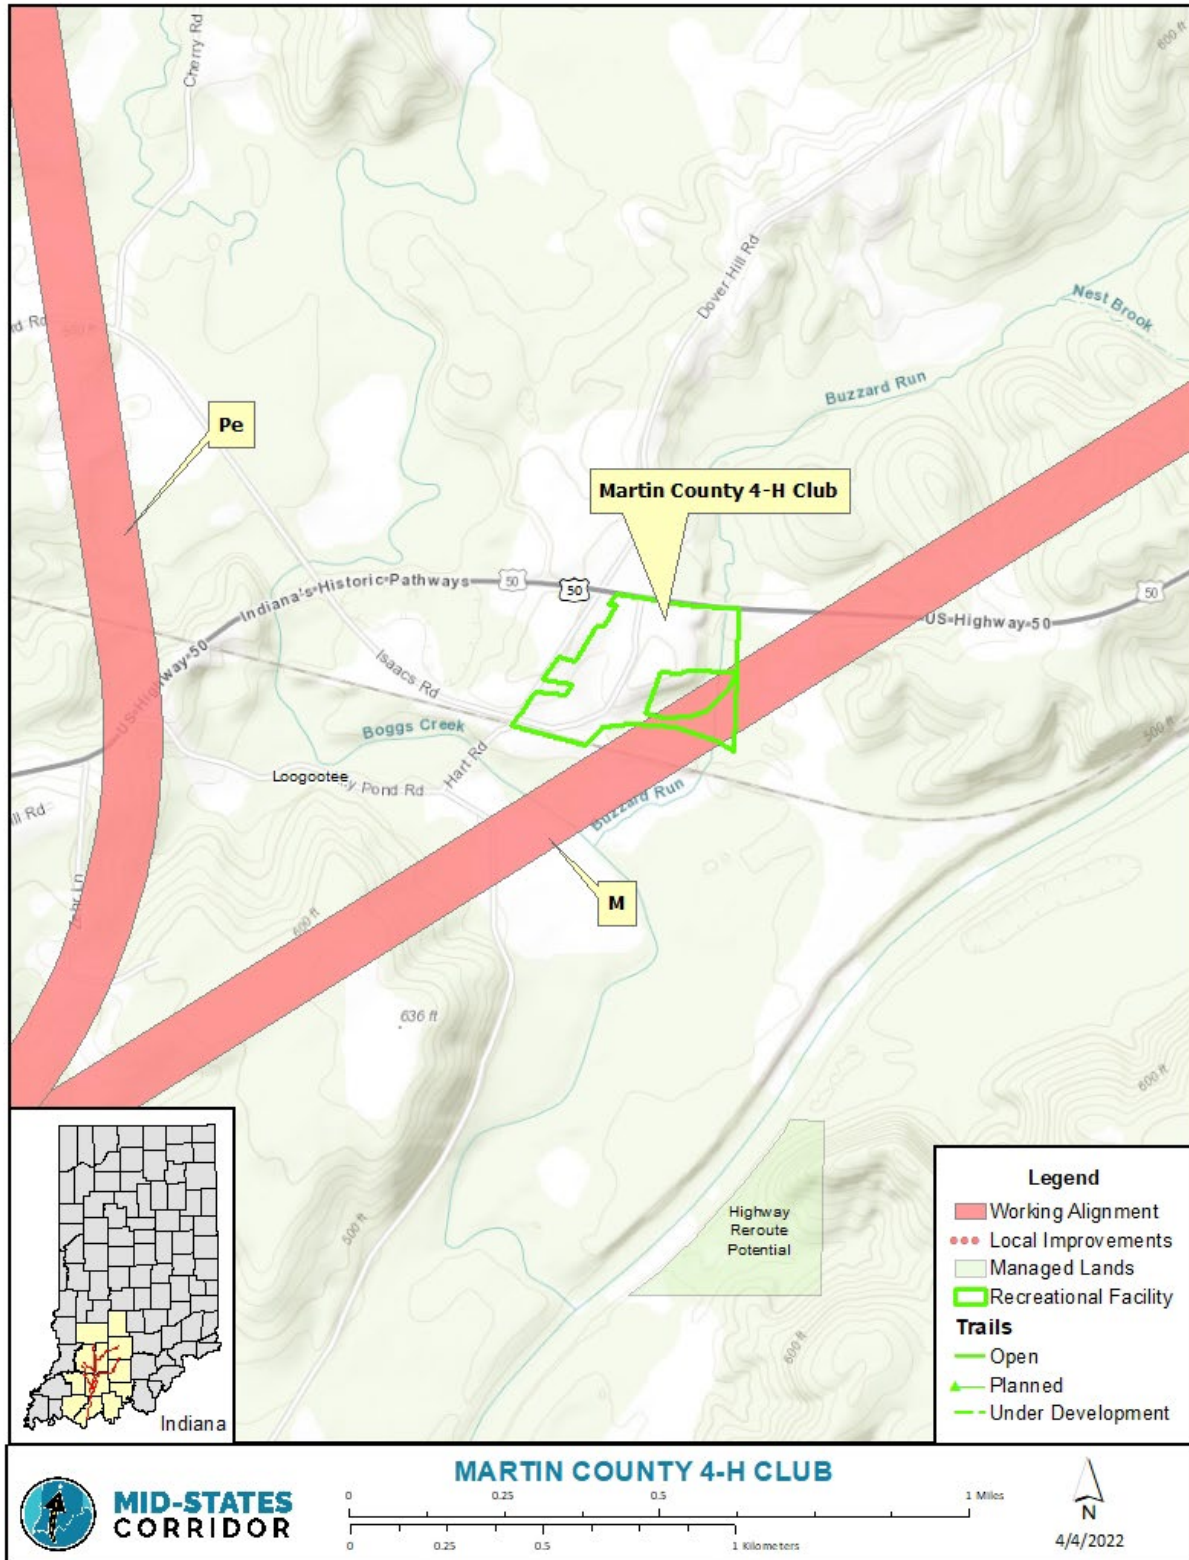 Cherry Rd
600 ft
Dover Hill Rd
Nest Brook
rd Rd
Buzzard Run
Pe
Martin County 4-H Club
Indiana's Historic Pathways
50
50
50
US Highway 50
US Highway 50
Isaacs Rd
Boggs Creek
500 ft
Hart Rd
Loogootee
y Pond Rd
Buzzard Run
ll Rd
M
600 ft
636 ft
600 ft
500 ft
Highway
Reroute
Potential
600 ft
Indiana
Legend
Working Alignment
Local Improvements
Managed Lands
Recreational Facility
Trails
Open
Planned
Under Development
MID-STATES
CORRIDOR
MARTIN COUNTY 4-H CLUB
0 0.25 0.5 1 Miles
0 0.25 0.5 1 Kilometers
N
4/4/2022